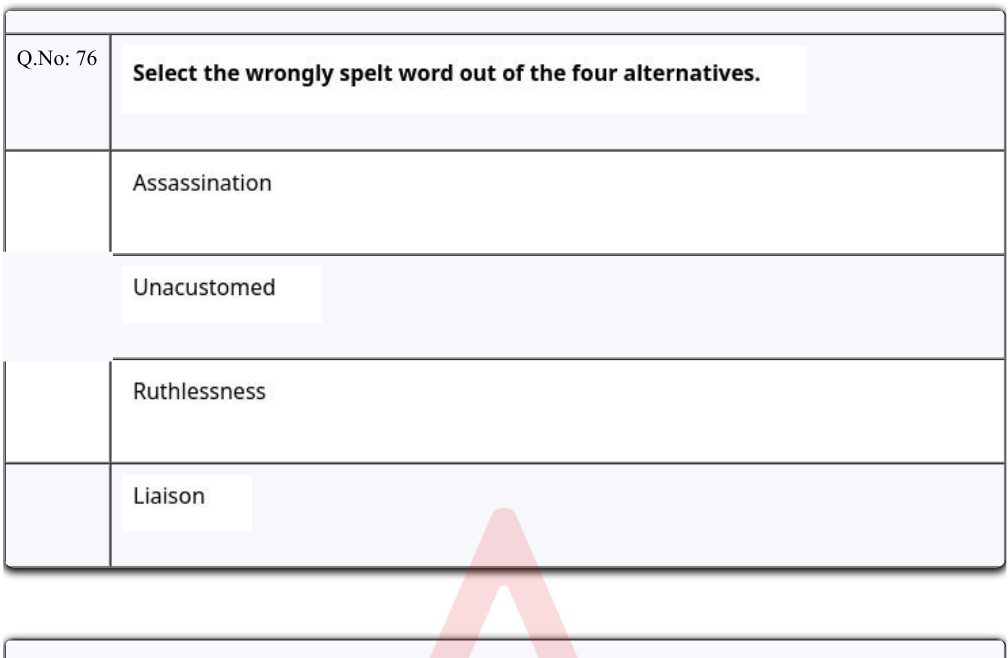 Q.No: 76
Select the wrongly spelt word out of the four alternatives.
Assassination
Unacustomed
Ruthlessness
Liaison